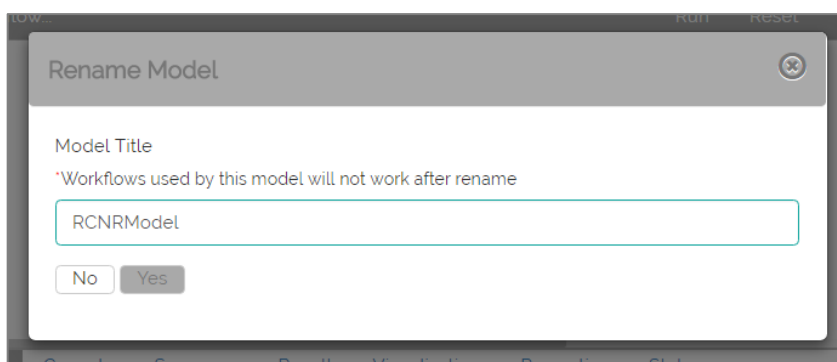 Run Reset
Rename Model
Model Title
*Workflows used by this model will not work after rename
RCNRModel
No Yes